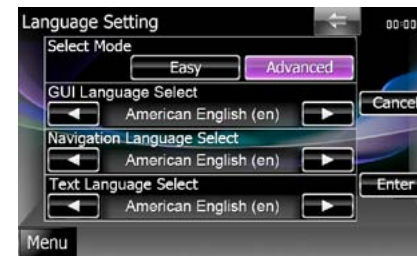 Language Setting
00:00
Select Mode
Easy Advanced
GUI Language Select
American English (en)
Cancel
Navigation Language Select
American English (en)
Text Language Select
American English (en)
Enter
Menu